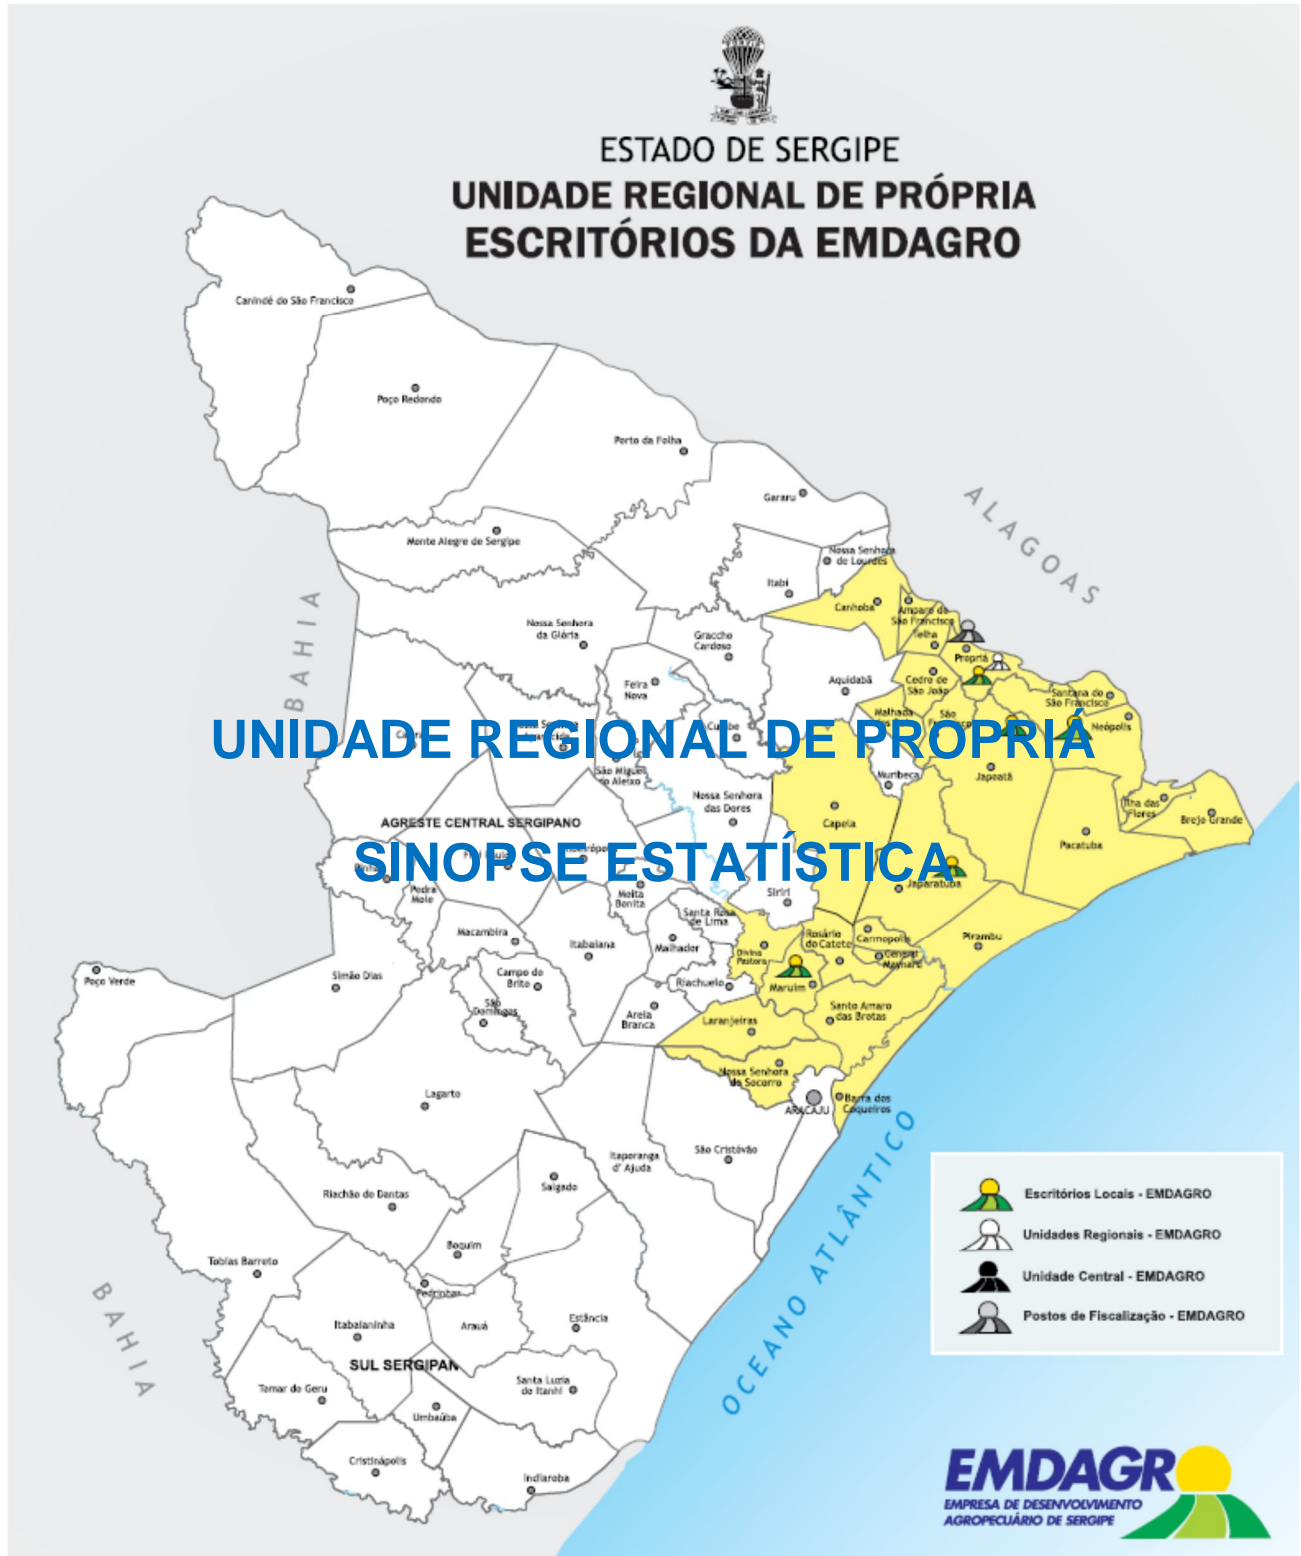 ESTADO DE SERGIPE
UNIDADE REGIONAL DE PRÓPRIA
ESCRITÓRIOS DA EMDAGRO
Canindé do São Francisco
Poço Redondo
Porto da Folha
Gararu
ALAGOAS
Monte Alegre de Sergipe
Nossa Senhora
de Lourdes
Itabi
Canhoba
Amparo de
São Francisco
Telha
BAHIA
Nossa Senhora
da Glória
Graccho
Cardoso
Propriá
Aquidabã
Cedro de
São João
Feira
Nova
Santana do
São Francisco
Malhada
São
Neópolis
UNIDADE REGIONAL DE PROPRIÁ
São Miguel
do Aleixo
Muribeca
Japoatã
Nossa Senhora
das Dores
Ilha das
Flores
Brejo Grande
Capela
AGRESTE CENTRAL SERGIPANO
Pacatuba
SINOPSE ESTATÍSTICA
Pedra
Mole
Moita
Bonita
Siriri
Japaratuba
Santa Rosa
de Lima
Macambira
Itabaiana
Malhador
Divina
Pastora
Rosário
do Catete
Carmopolis
General
Maynard
Pirambu
Poço Verde
Simão Dias
Campo do
Brito
Riachuelo
Maruim
São
Domingos
Areia
Branca
Laranjeiras
Santo Amaro
das Brotas
Nossa Senhora
do Socorro
Lagarto
ARACAJU
Barra dos
Coqueiros
São Cristóvão
Itaporanga
d' Ajuda
Salgado
Riachão do Dantas
Boquim
Tobias Barreto
Pedrinhas
BAHIA
Itabaianinha
Arauá
Estância
SUL SERGIPAN
Tomar do Geru
Santa Luzia
do Itanhi
Umbaúba
Cristinápolis
Indiaroba
OCEANO ATLÂNTICO
Escritórios Locais - EMDAGRO
Unidades Regionais - EMDAGRO
Unidade Central - EMDAGRO
Postos de Fiscalização - EMDAGRO
EMDAGRO
EMPRESA DE DESENVOLVIMENTO
AGROPECUÁRIO DE SERGIPE